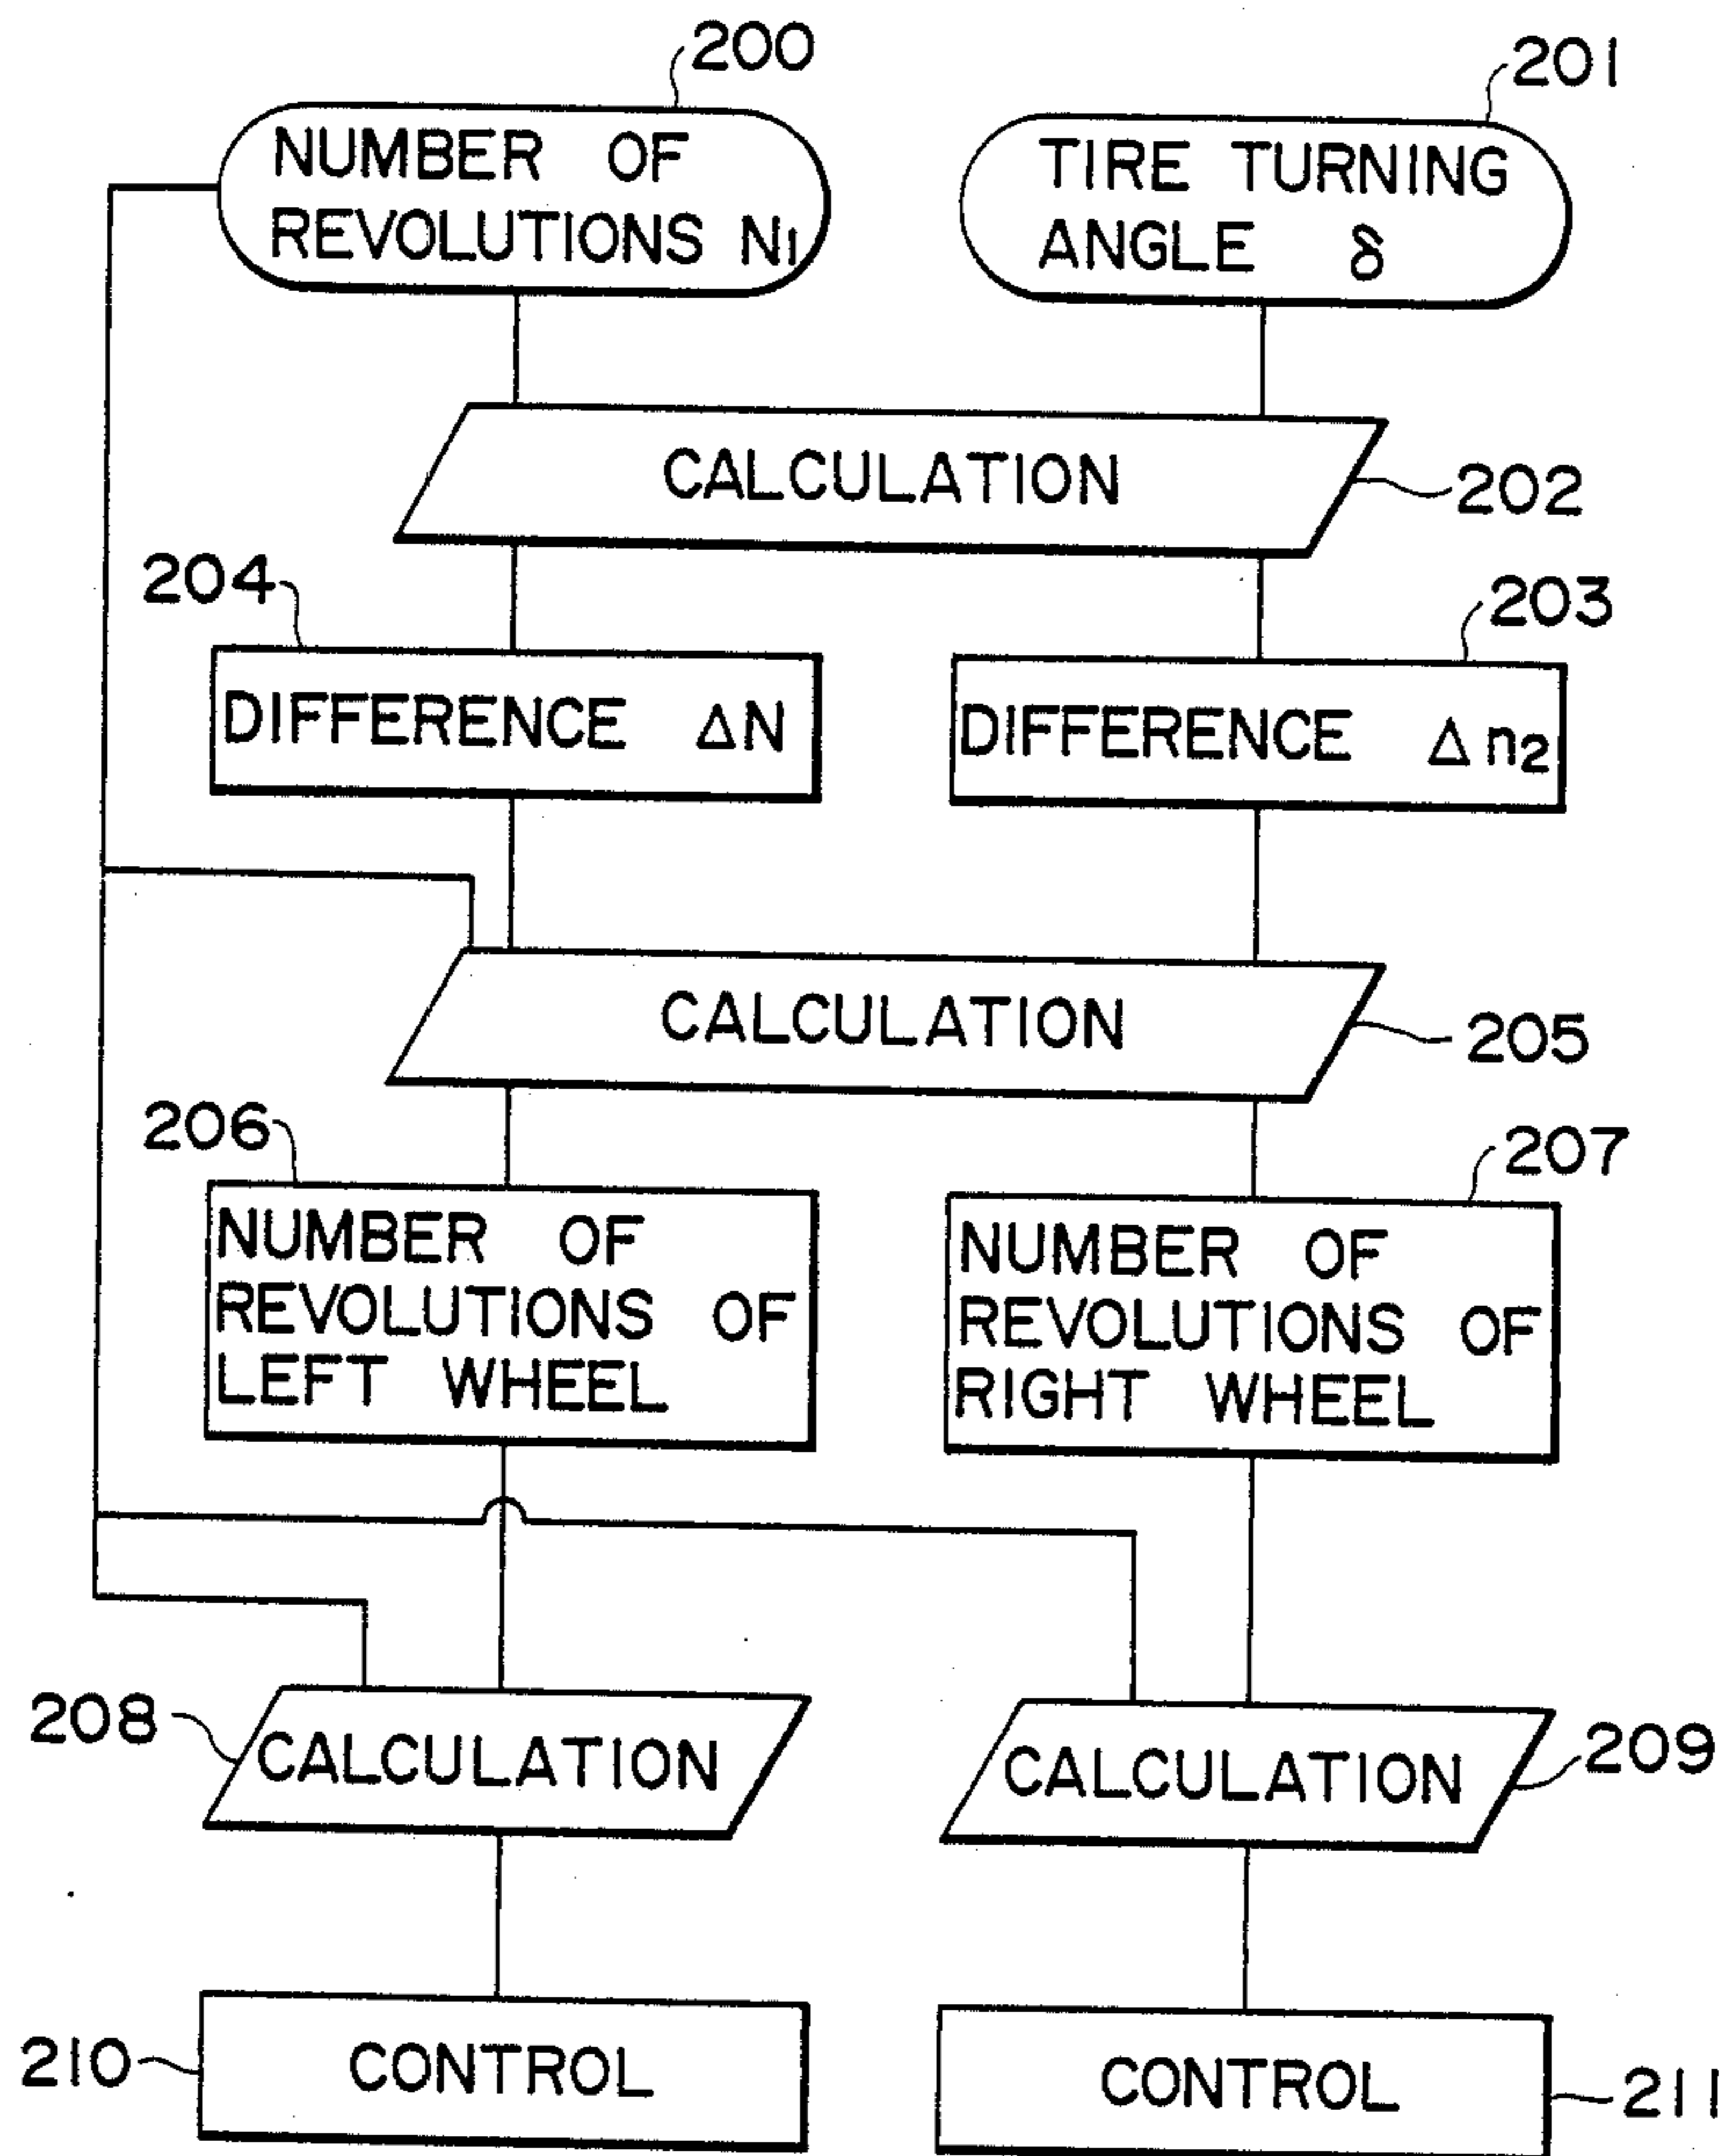 200
201
NUMBER OF
REVOLUTIONS N1
TIRE TURNING
ANGLE δ
CALCULATION
202
204
203
DIFFERENCE ΔN
DIFFERENCE Δn2
CALCULATION
205
206
207
NUMBER OF
REVOLUTIONS OF
LEFT WHEEL
NUMBER OF
REVOLUTIONS OF
RIGHT WHEEL
208
CALCULATION
CALCULATION
209
210
CONTROL
CONTROL
211